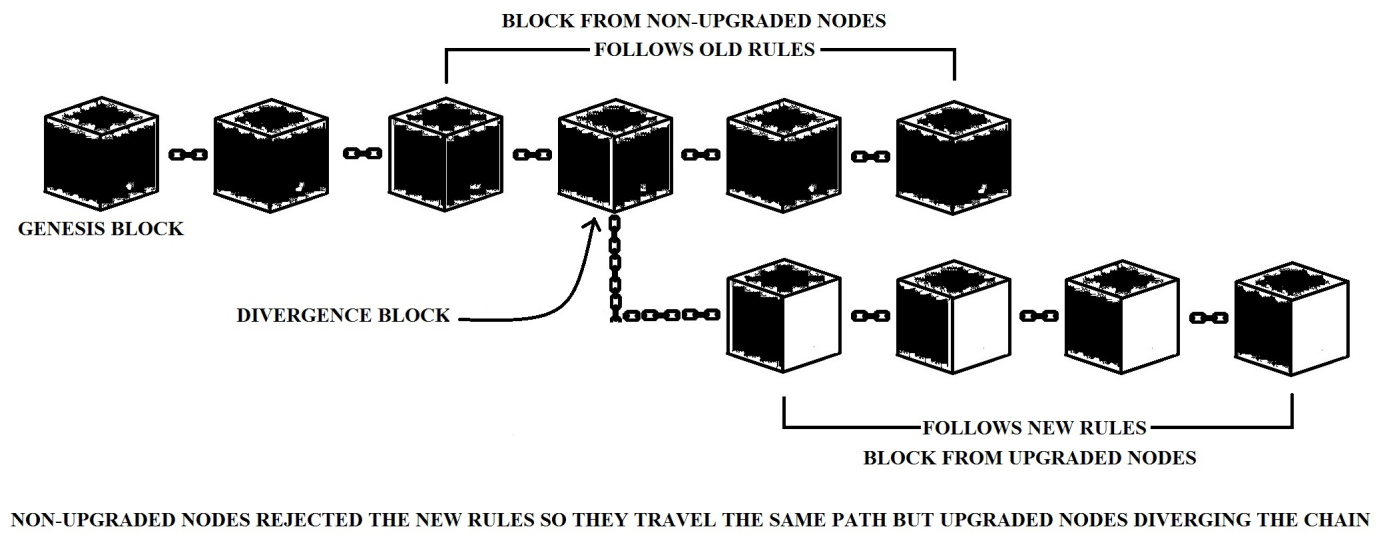 BLOCK FROM NON-UPGRADED NODES
FOLLOWS OLD RULES
GENESIS BLOCK
DIVERGENCE BLOCK
FOLLOWS NEW RULES
BLOCK FROM UPGRADED NODES
NON-UPGRADED NODES REJECTED THE NEW RULES SO THEY TRAVEL THE SAME PATH BUT UPGRADED NODES DIVERGING THE CHAIN